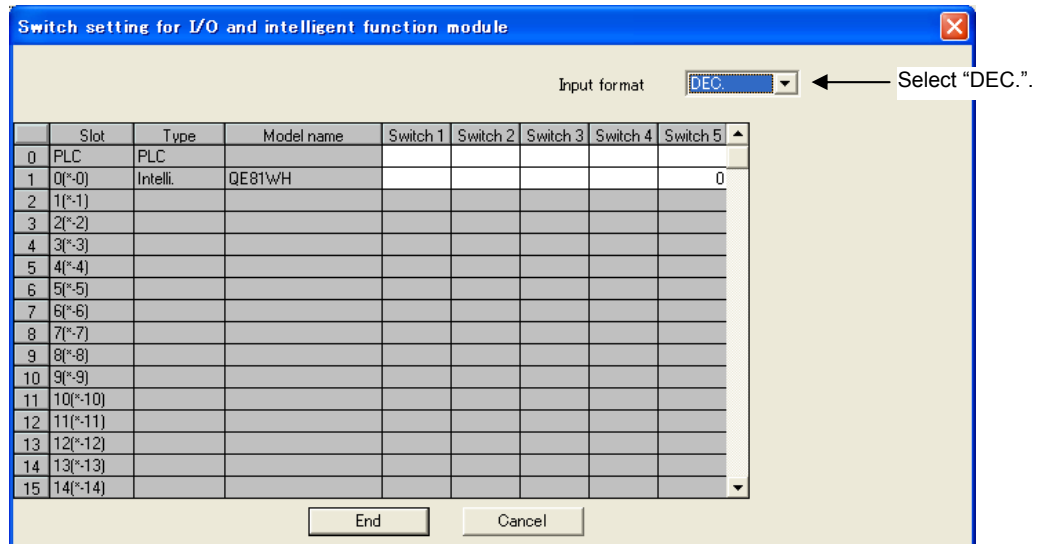 Switch setting for I/O and intelligent function module
Input format DEC. Select “DEC.”.
Slot Type Model name Switch 1 Switch 2 Switch 3 Switch 4 Switch 5
0 PLC PLC
1 0(*-0) Intelli. QE81WH 0
2 1(*-1)
3 2(*-2)
4 3(*-3)
5 4(*-4)
6 5(*-5)
7 6(*-6)
8 7(*-7)
9 8(*-8)
10 9(*-9)
11 10(*-10)
12 11(*-11)
13 12(*-12)
14 13(*-13)
15 14(*-14)
End Cancel